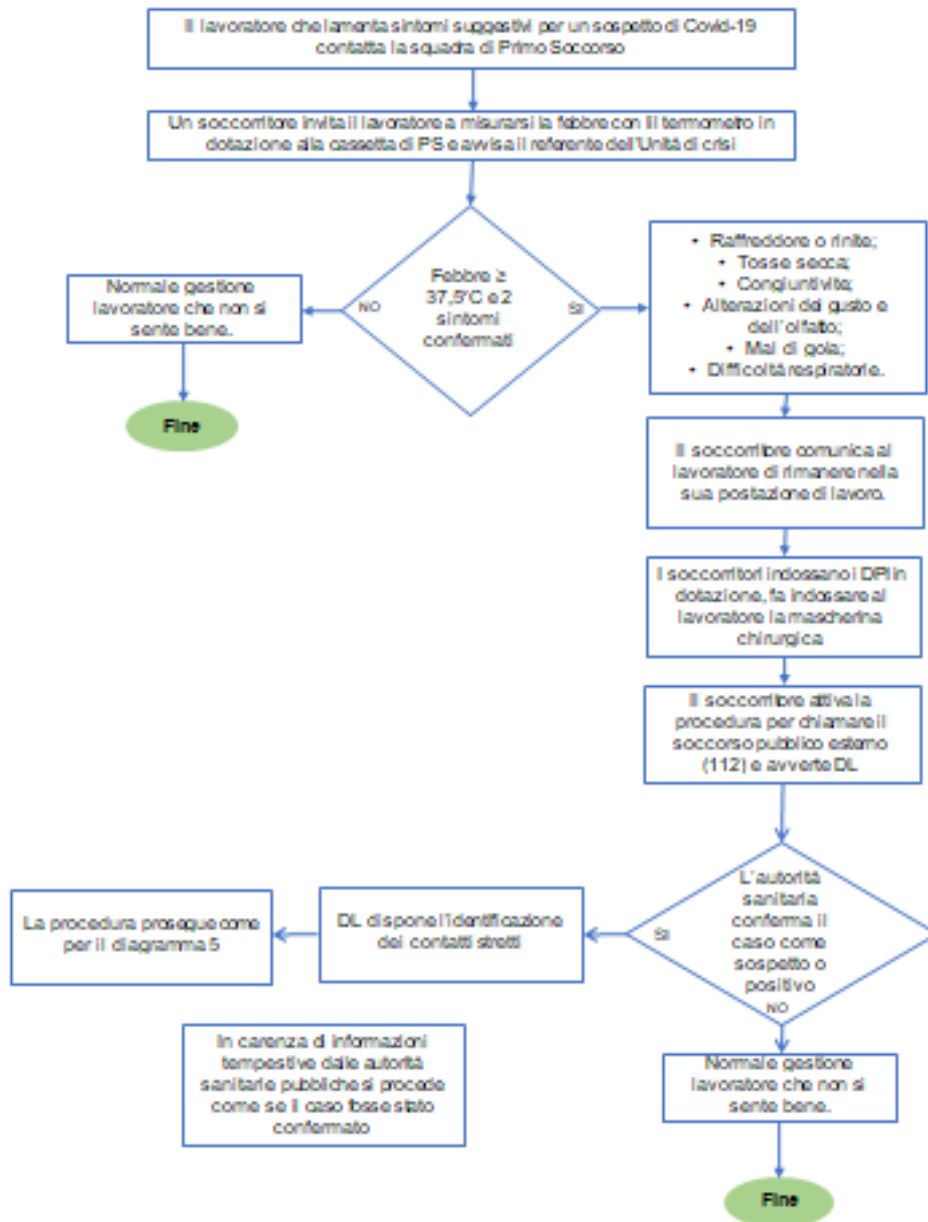 Il lavoratore che lamenta sintomi suggestivi per un sospetto di Covid-19
contatta la squadra di Primo Soccorso
Un soccorritore invita il lavoratore a misurarsi la febbre con il termometro in
dotazione alla cassetta di PS e avvisa il referente dell'Unità di crisi
Febbre ≥
37,5°C e 2
sintomi
confermati
NO
SI
Normale gestione
lavoratore che non si
sente bene.
Fine
• Raffreddore o rinite;
• Tosse secca;
• Congiuntivite;
• Alterazioni del gusto e
dell'olfatto;
• Mal di gola;
• Difficoltà respiratorie.
Il soccorritore comunica al
lavoratore di rimanere nella
sua postazione di lavoro.
I soccorritori indossano i DPI in
dotazione, fa indossare al
lavoratore la mascherina
chirurgica
Il soccorritore attiva la
procedura per chiamare il
soccorso pubblico esterno
(112) e avverte DL
L'autorità
sanitaria
conferma il
caso come
sospetto o
positivo
SI
NO
DL dispone l'identificazione
dei contatti stretti
La procedura prosegue come
per il diagramma 5
In carenza di informazioni
tempestive dalle autorità
sanitarie pubbliche si procede
come se il caso fosse stato
confermato
Normale gestione
lavoratore che non si
sente bene.
Fine